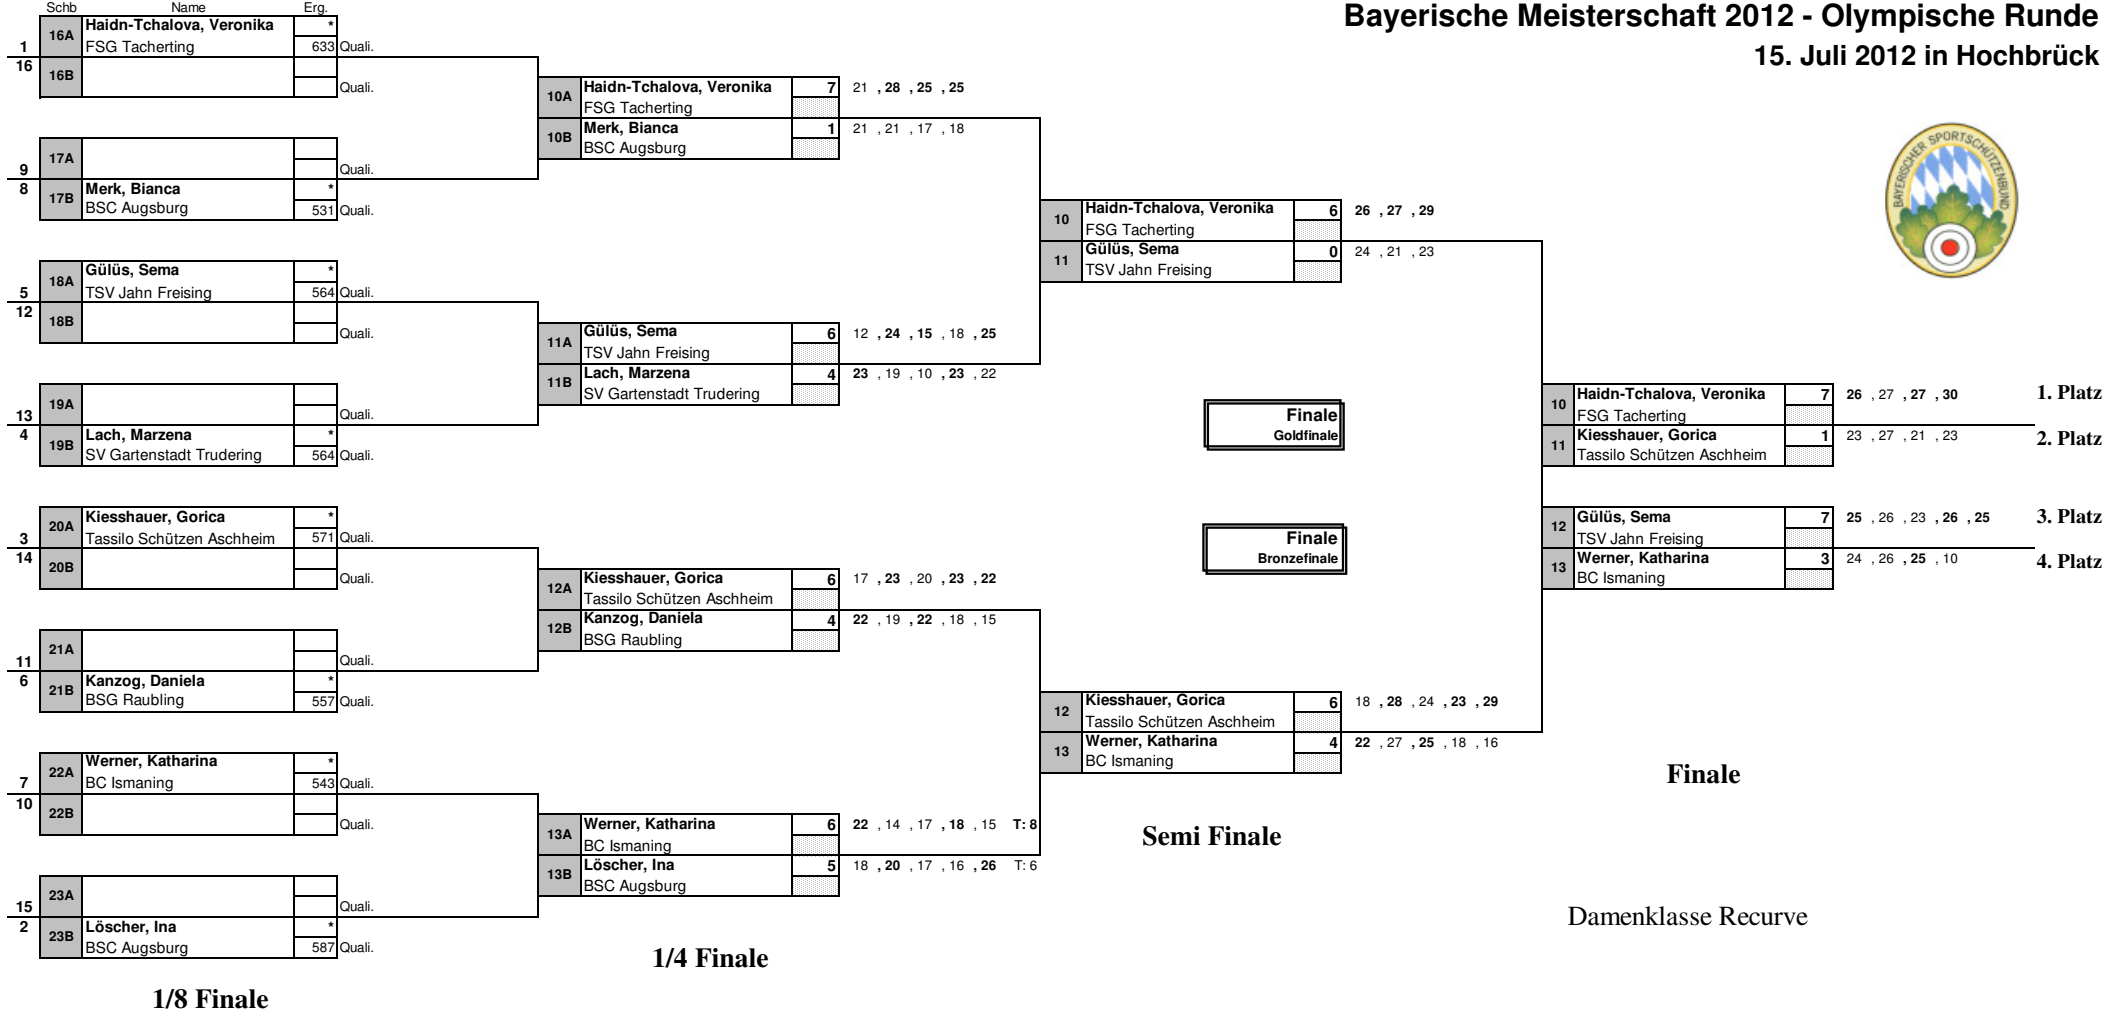 Bayerische Meisterschaft 2012 - Olympische Runde
15. Juli 2012 in Hochbrück
BAYERISCHER SPORTSCHÜTZENBUND
Schb Name Erg.
16A Haidn-Tchalova, Veronika *
1 FSG Tacherting 633 Quali.
16 16B
Quali.
17A
9 Quali.
8 17B Merk, Bianca *
BSC Augsburg 531 Quali.
18A Gülüs, Sema *
5 TSV Jahn Freising 564 Quali.
12 18B
Quali.
19A
13 Quali.
4 19B Lach, Marzena *
SV Gartenstadt Trudering 564 Quali.
20A Kiesshauer, Gorica *
3 Tassilo Schützen Aschheim 571 Quali.
14 20B
Quali.
21A
11 Quali.
6 21B Kanzog, Daniela *
BSG Raubling 557 Quali.
22A Werner, Katharina *
7 BC Ismaning 543 Quali.
10 22B
Quali.
23A
15 Quali.
2 23B Löscher, Ina *
BSC Augsburg 587 Quali.
1/8 Finale
10A Haidn-Tchalova, Veronika 7 21 , 28 , 25 , 25
FSG Tacherting
10B Merk, Bianca 1 21 , 21 , 17 , 18
BSC Augsburg
11A Gülüs, Sema 6 12 , 24 , 15 , 18 , 25
TSV Jahn Freising
11B Lach, Marzena 4 23 , 19 , 10 , 23 , 22
SV Gartenstadt Trudering
12A Kiesshauer, Gorica 6 17 , 23 , 20 , 23 , 22
Tassilo Schützen Aschheim
12B Kanzog, Daniela 4 22 , 19 , 22 , 18 , 15
BSG Raubling
13A Werner, Katharina 6 22 , 14 , 17 , 18 , 15 T: 8
BC Ismaning
13B Löscher, Ina 5 18 , 20 , 17 , 16 , 26 T: 6
BSC Augsburg
1/4 Finale
10 Haidn-Tchalova, Veronika 6 26 , 27 , 29
FSG Tacherting
11 Gülüs, Sema 0 24 , 21 , 23
TSV Jahn Freising
Finale
Goldfinale
Finale
Bronzefinale
12 Kiesshauer, Gorica 6 18 , 28 , 24 , 23 , 29
Tassilo Schützen Aschheim
13 Werner, Katharina 4 22 , 27 , 25 , 18 , 16
BC Ismaning
Semi Finale
10 Haidn-Tchalova, Veronika 7 26 , 27 , 27 , 30 1. Platz
FSG Tacherting
11 Kiesshauer, Gorica 1 23 , 27 , 21 , 23 2. Platz
Tassilo Schützen Aschheim
12 Gülüs, Sema 7 25 , 26 , 23 , 26 , 25 3. Platz
TSV Jahn Freising
13 Werner, Katharina 3 24 , 26 , 25 , 10 4. Platz
BC Ismaning
Finale
Damenklasse Recurve